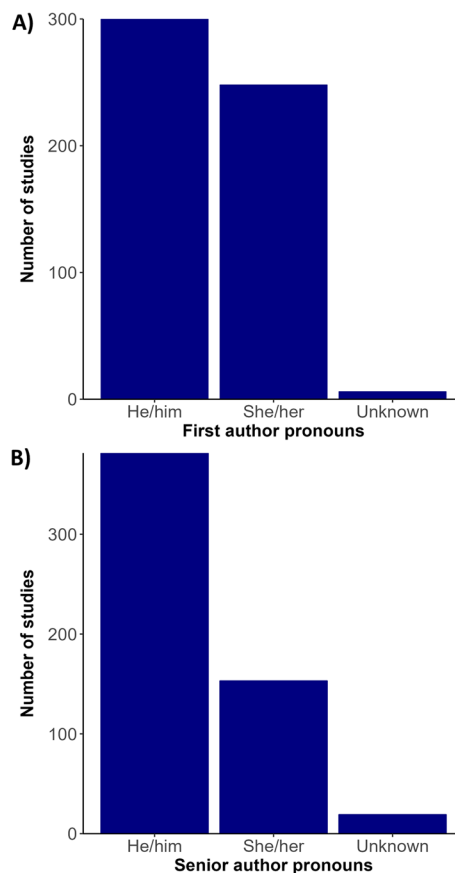 A)
300
200
100
0
Number of studies
He/him She/her Unknown
First author pronouns
B)
300
200
100
0
Number of studies
He/him She/her Unknown
Senior author pronouns